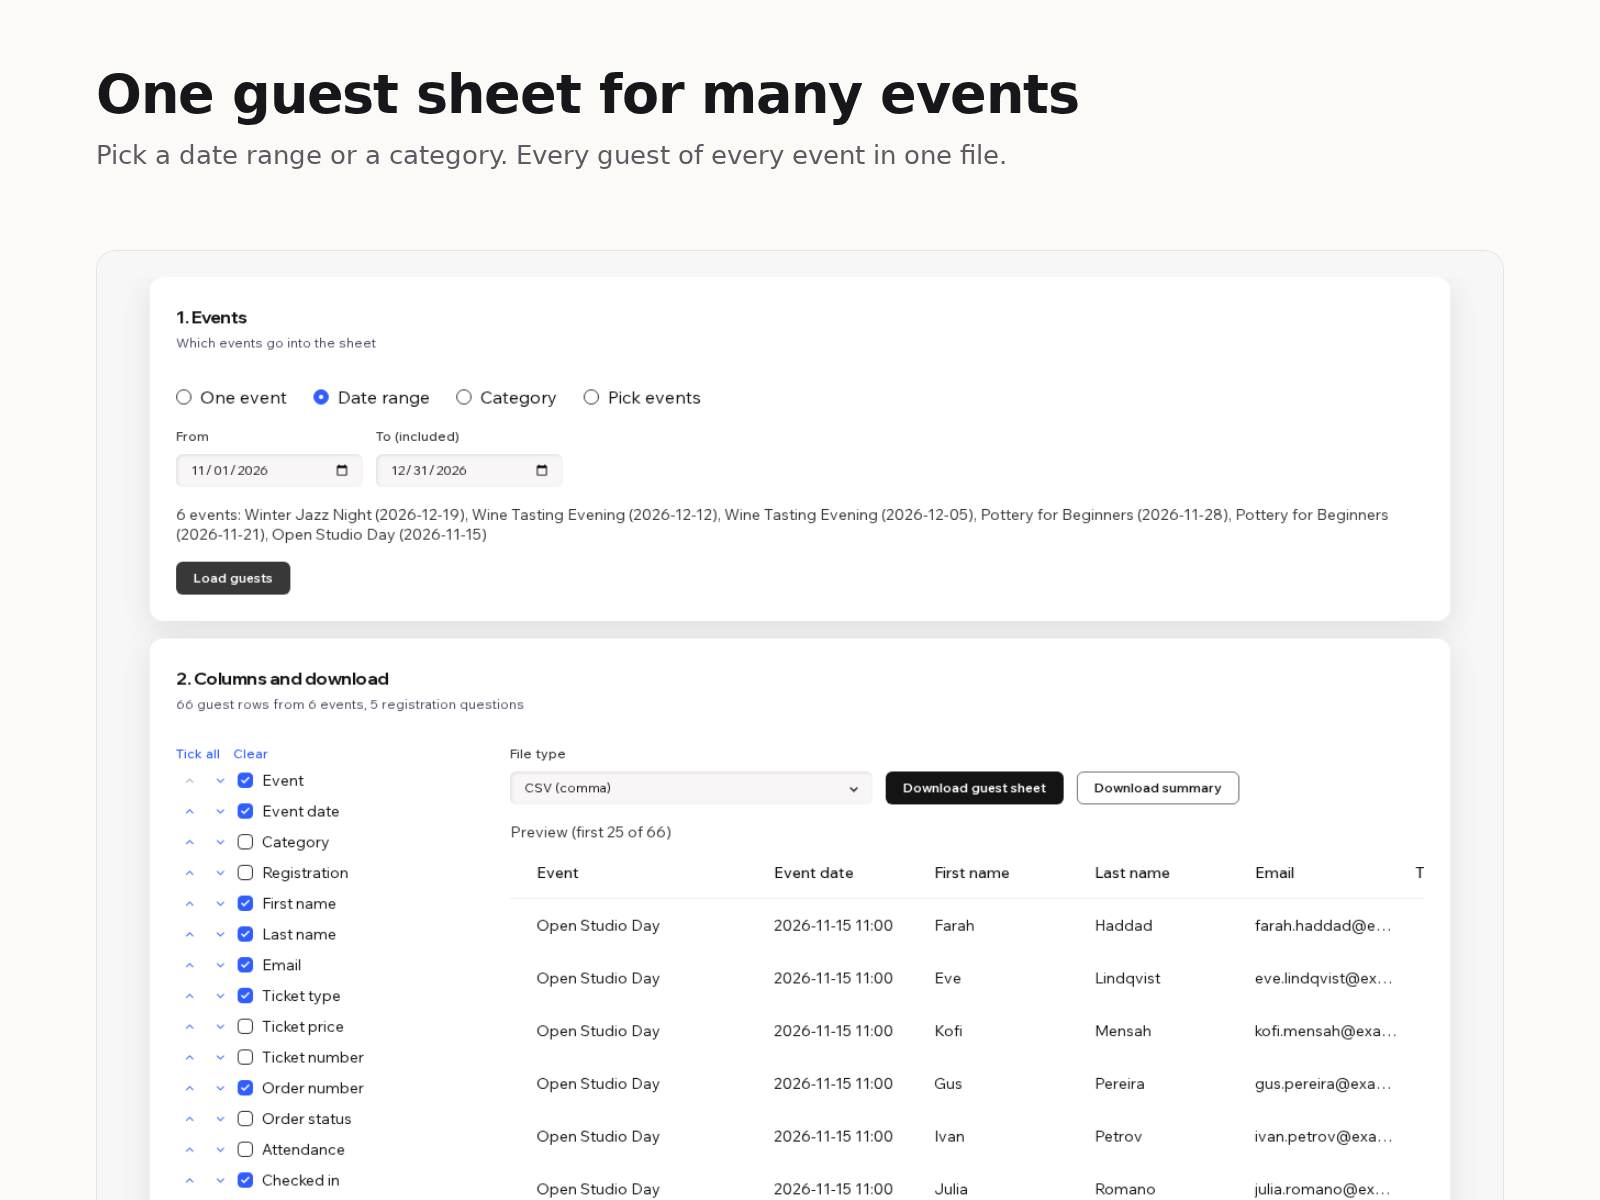 One guest sheet for many events
Pick a date range or a category. Every guest of every event in one file.
1. Events
Which events go into the sheet
One event Date range Category Pick events
From To (included)
11/01/2026 12/31/2026
6 events: Winter Jazz Night (2026-12-19), Wine Tasting Evening (2026-12-12), Wine Tasting Evening (2026-12-05), Pottery for Beginners (2026-11-28), Pottery for Beginners
(2026-11-21), Open Studio Day (2026-11-15)
Load guests
2. Columns and download
66 guest rows from 6 events, 5 registration questions
Tick all Clear
Event
Event date
Category
Registration
First name
Last name
Email
Ticket type
Ticket price
Ticket number
Order number
Order status
Attendance
Checked in
File type
CSV (comma) Download guest sheet Download summary
Preview (first 25 of 66)
Event Event date First name Last name Email T
Open Studio Day 2026-11-15 11:00 Farah Haddad farah.haddad@e...
Open Studio Day 2026-11-15 11:00 Eve Lindqvist eve.lindqvist@ex...
Open Studio Day 2026-11-15 11:00 Kofi Mensah kofi.mensah@exa...
Open Studio Day 2026-11-15 11:00 Gus Pereira gus.pereira@exa...
Open Studio Day 2026-11-15 11:00 Ivan Petrov ivan.petrov@exa...
Open Studio Day 2026-11-15 11:00 Julia Romano julia.romano@ex...